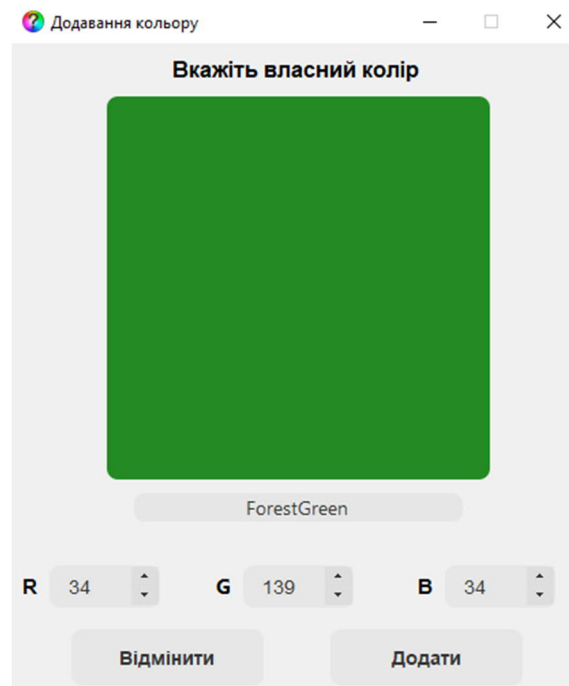 Додавання кольору
Вкажіть власний колір
ForestGreen
R 34 G 139 B 34
Відмінити Додати